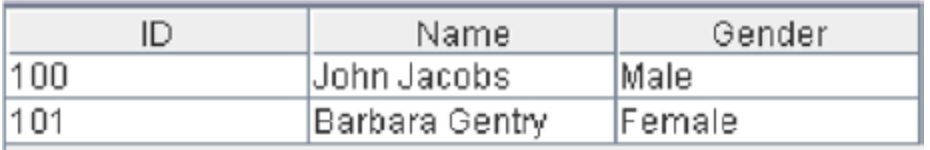 ID Name Gender
100 John Jacobs Male
101 Barbara Gentry Female